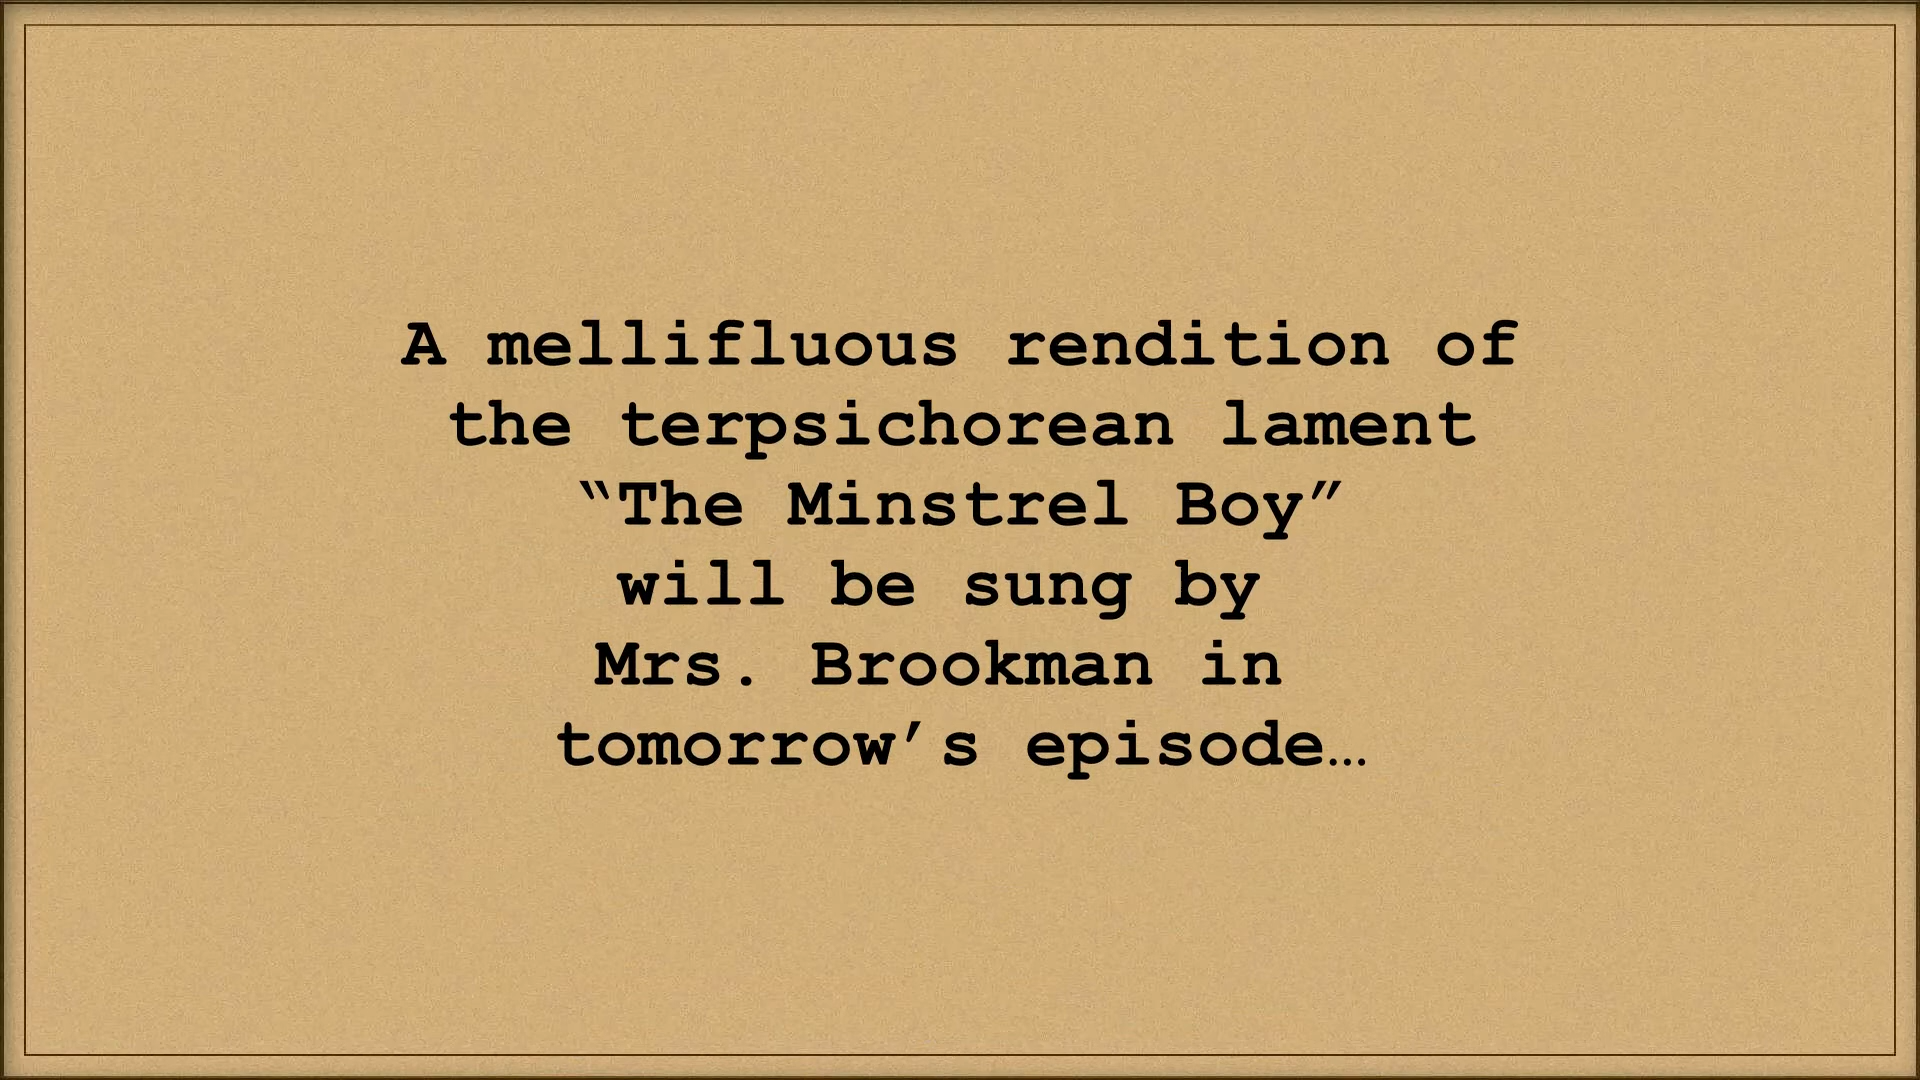 A mellifluous rendition of
the terpsichorean lament
“The Minstrel Boy”
will be sung by
Mrs. Brookman in
tomorrow’s episode…